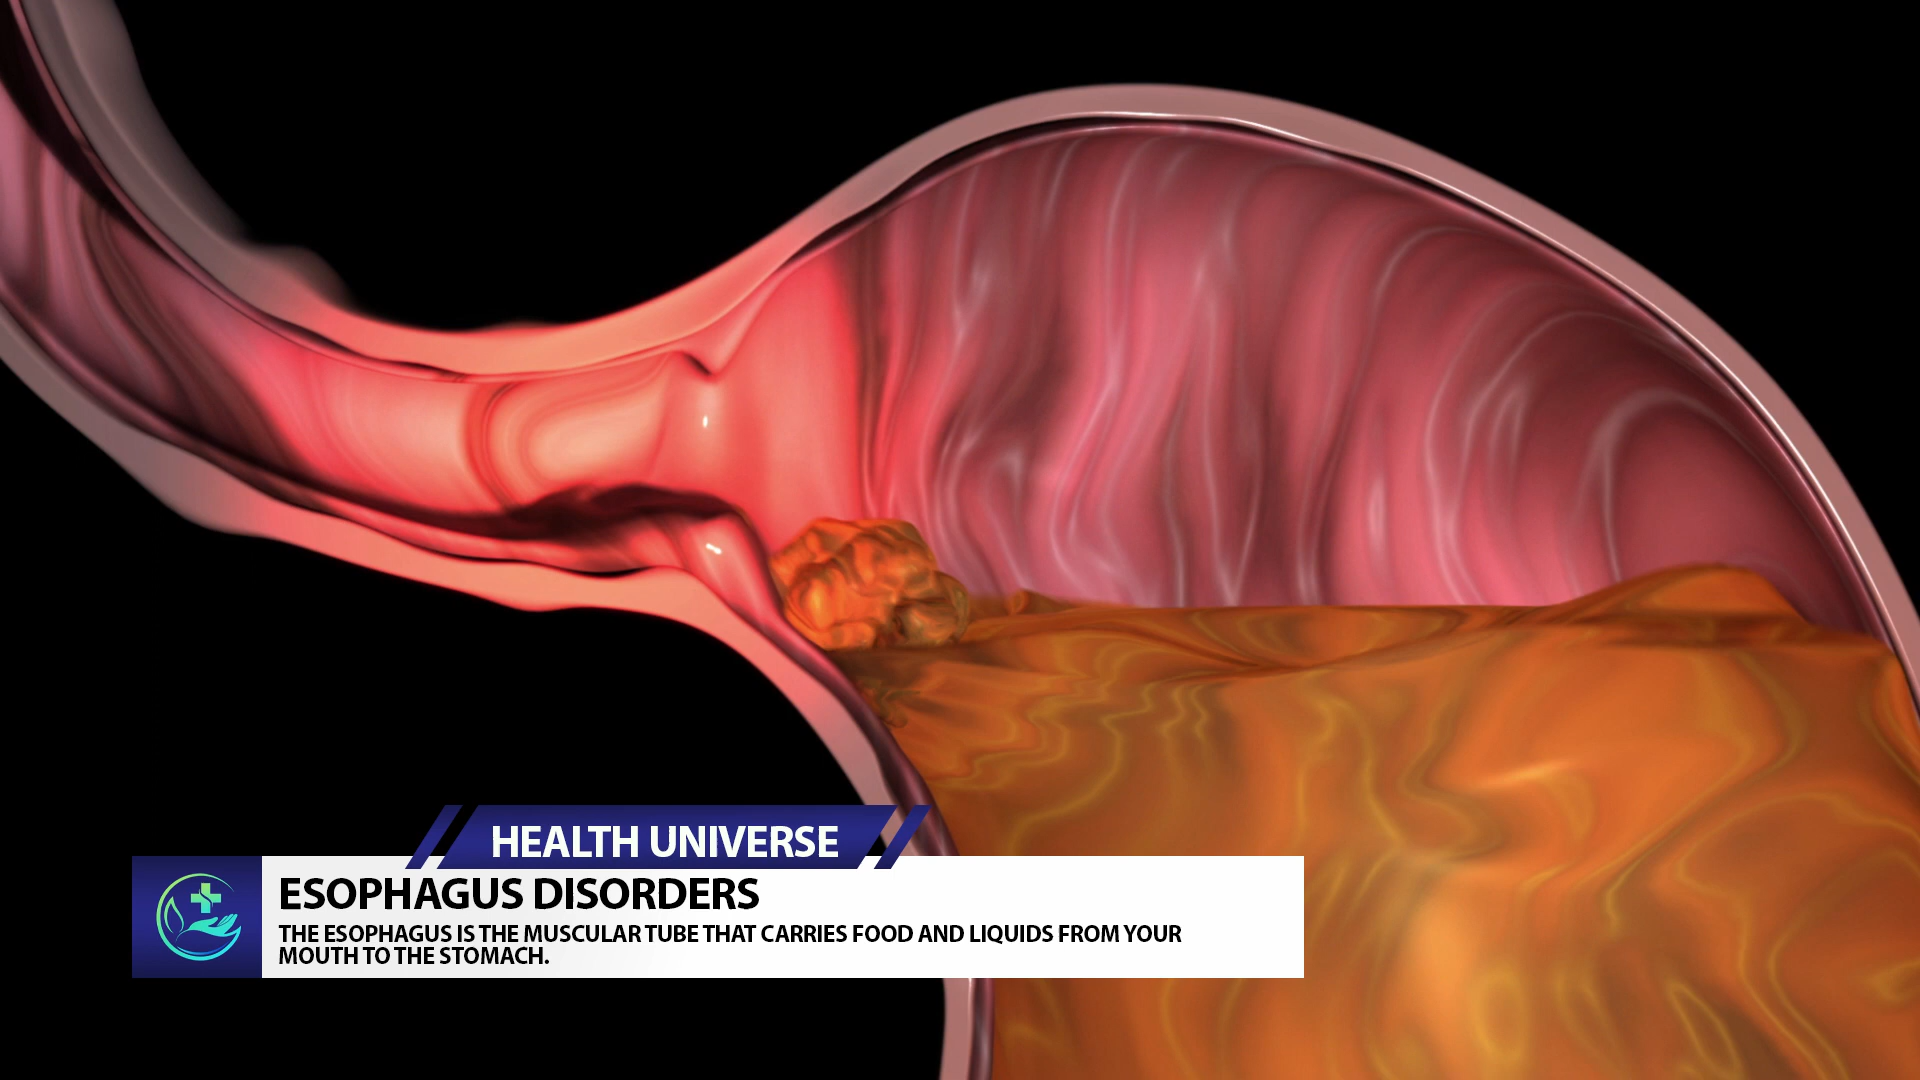 HEALTH UNIVERSE
ESOPHAGUS DISORDERS
THE ESOPHAGUS IS THE MUSCULAR TUBE THAT CARRIES FOOD AND LIQUIDS FROM YOUR
MOUTH TO THE STOMACH.